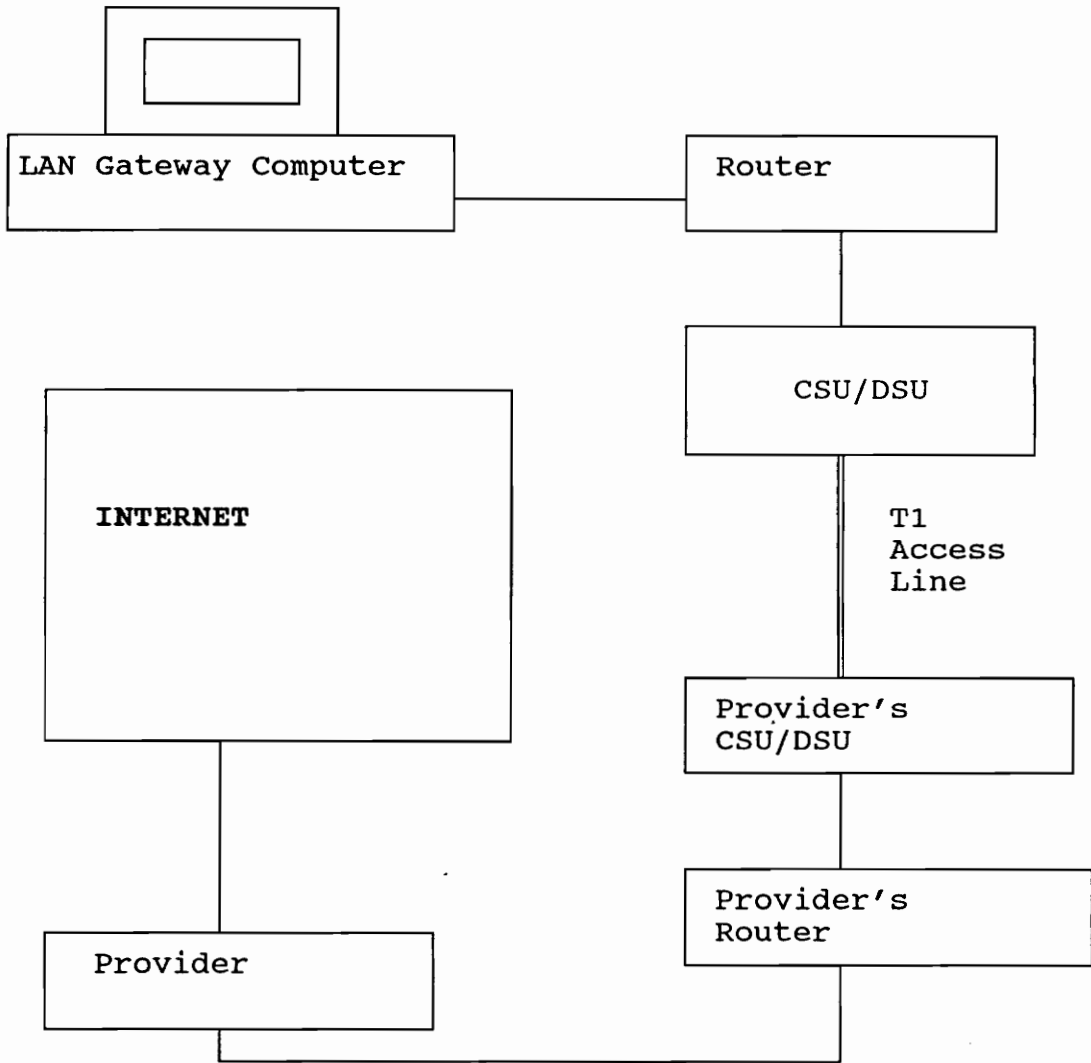 LAN Gateway Computer
Router
CSU/DSU
INTERNET
T1
Access
Line
Provider's
CSU/DSU
Provider's
Router
Provider